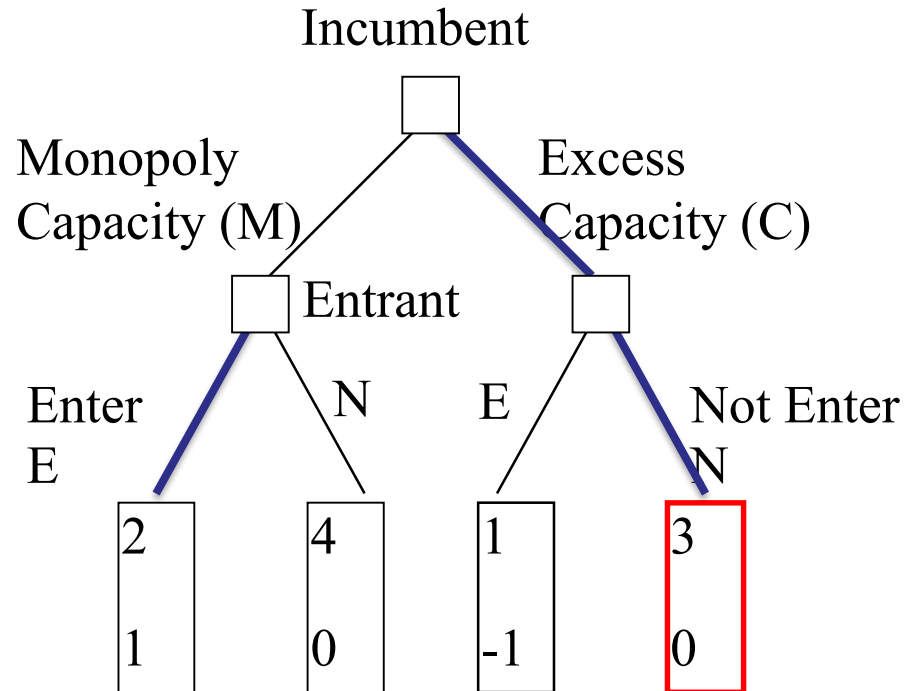 Incumbent
Monopoly
Capacity (M)
Excess
Capacity (C)
Entrant
Enter
E
N
E
Not Enter
N
2
1
4
0
1
-1
3
0